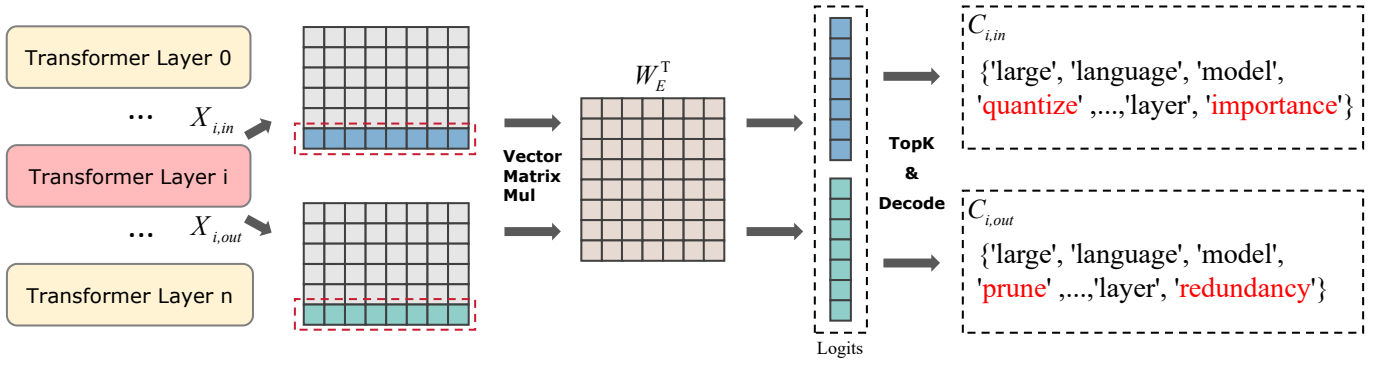 Transformer Layer 0
...
X_{i,in}
Transformer Layer i
...
X_{i,out}
Transformer Layer n
Vector
Matrix
Mul
W_E^T
Logits
TopK
&
Decode
C_{i,in}
{'large', 'language', 'model',
'quantize' ,...,'layer', 'importance'}
C_{i,out}
{'large', 'language', 'model',
'prune' ,...,'layer', 'redundancy'}